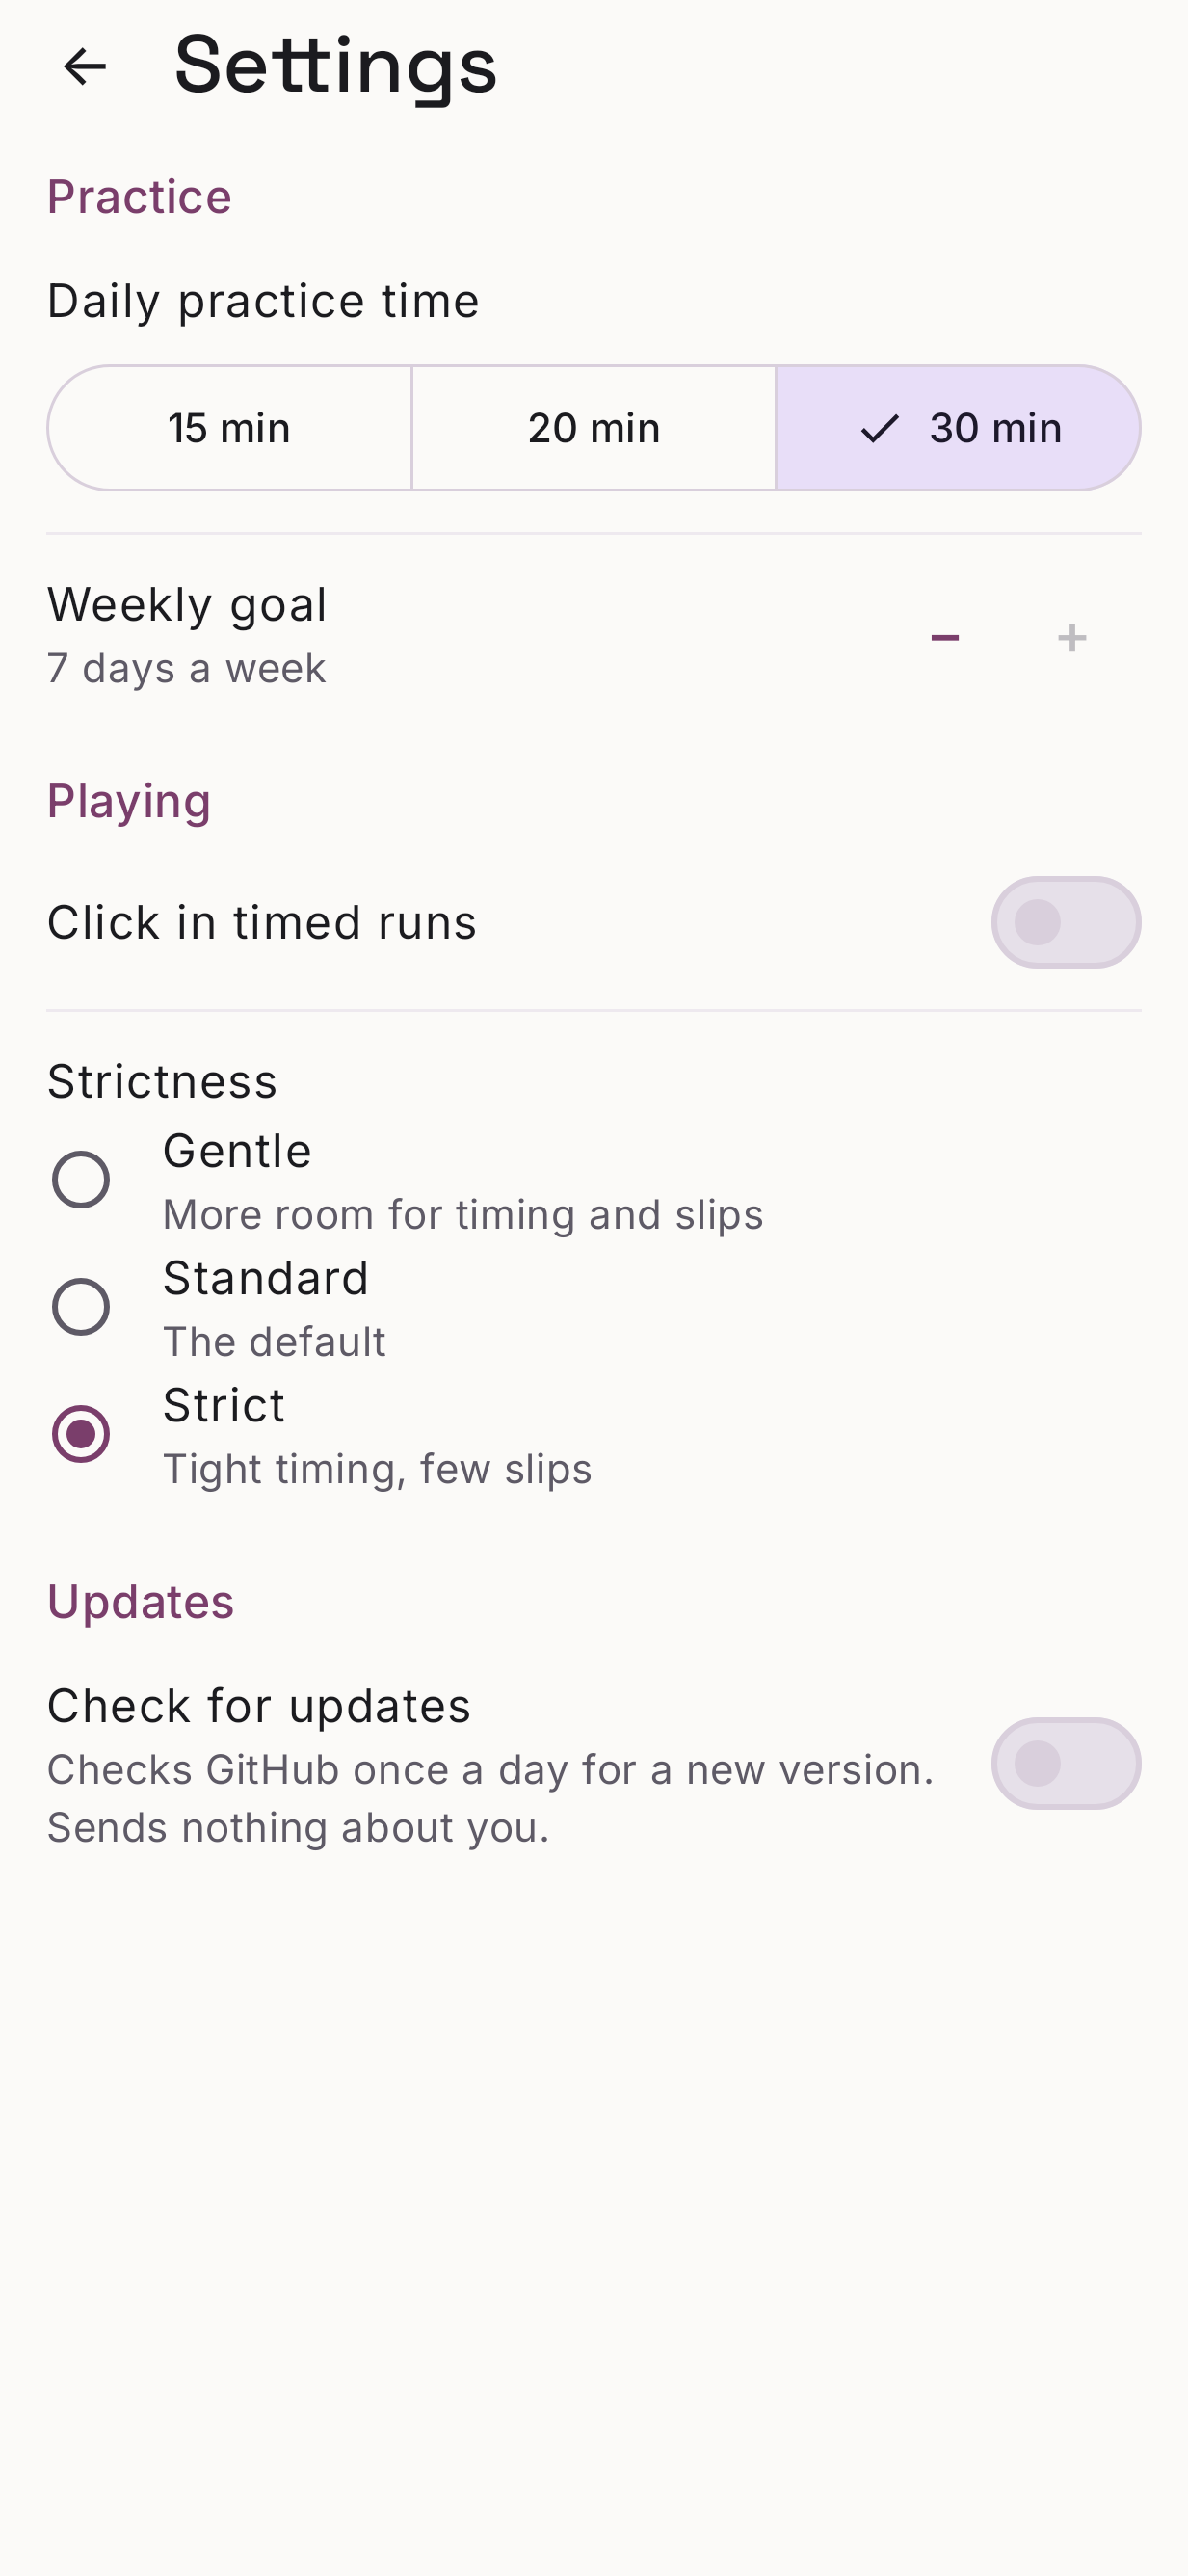 Settings
Practice
Daily practice time
15 min
20 min
30 min
Weekly goal
7 days a week
Playing
Click in timed runs
Strictness
Gentle
More room for timing and slips
Standard
The default
Strict
Tight timing, few slips
Updates
Check for updates
Checks GitHub once a day for a new version.
Sends nothing about you.